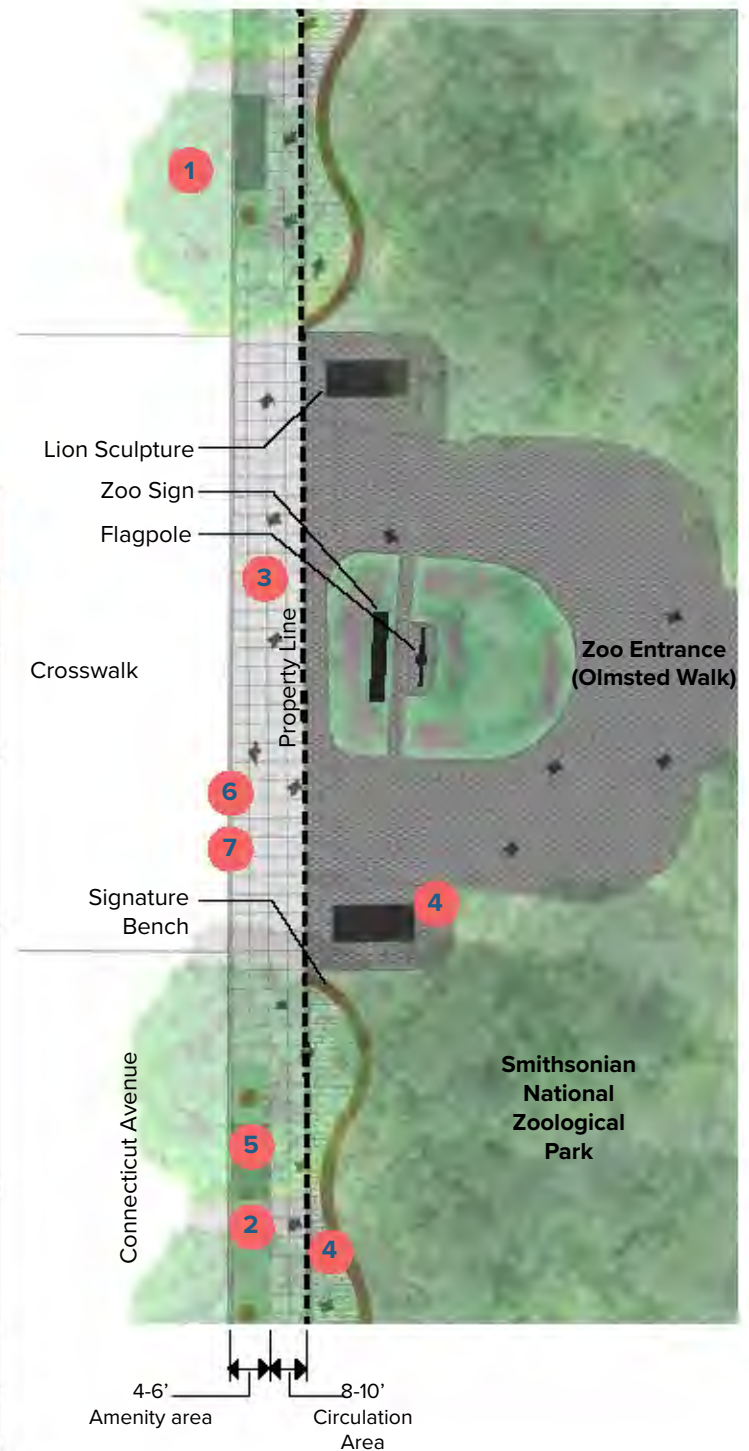 1
Lion Sculpture
Zoo Sign
Flagpole
3
Property Line
Crosswalk
Zoo Entrance
(Olmsted Walk)
6
7
Signature
Bench
4
Connecticut Avenue
Smithsonian
National
Zoological
Park
5
2
4
4-6’
Amenity area
8-10’
Circulation
Area